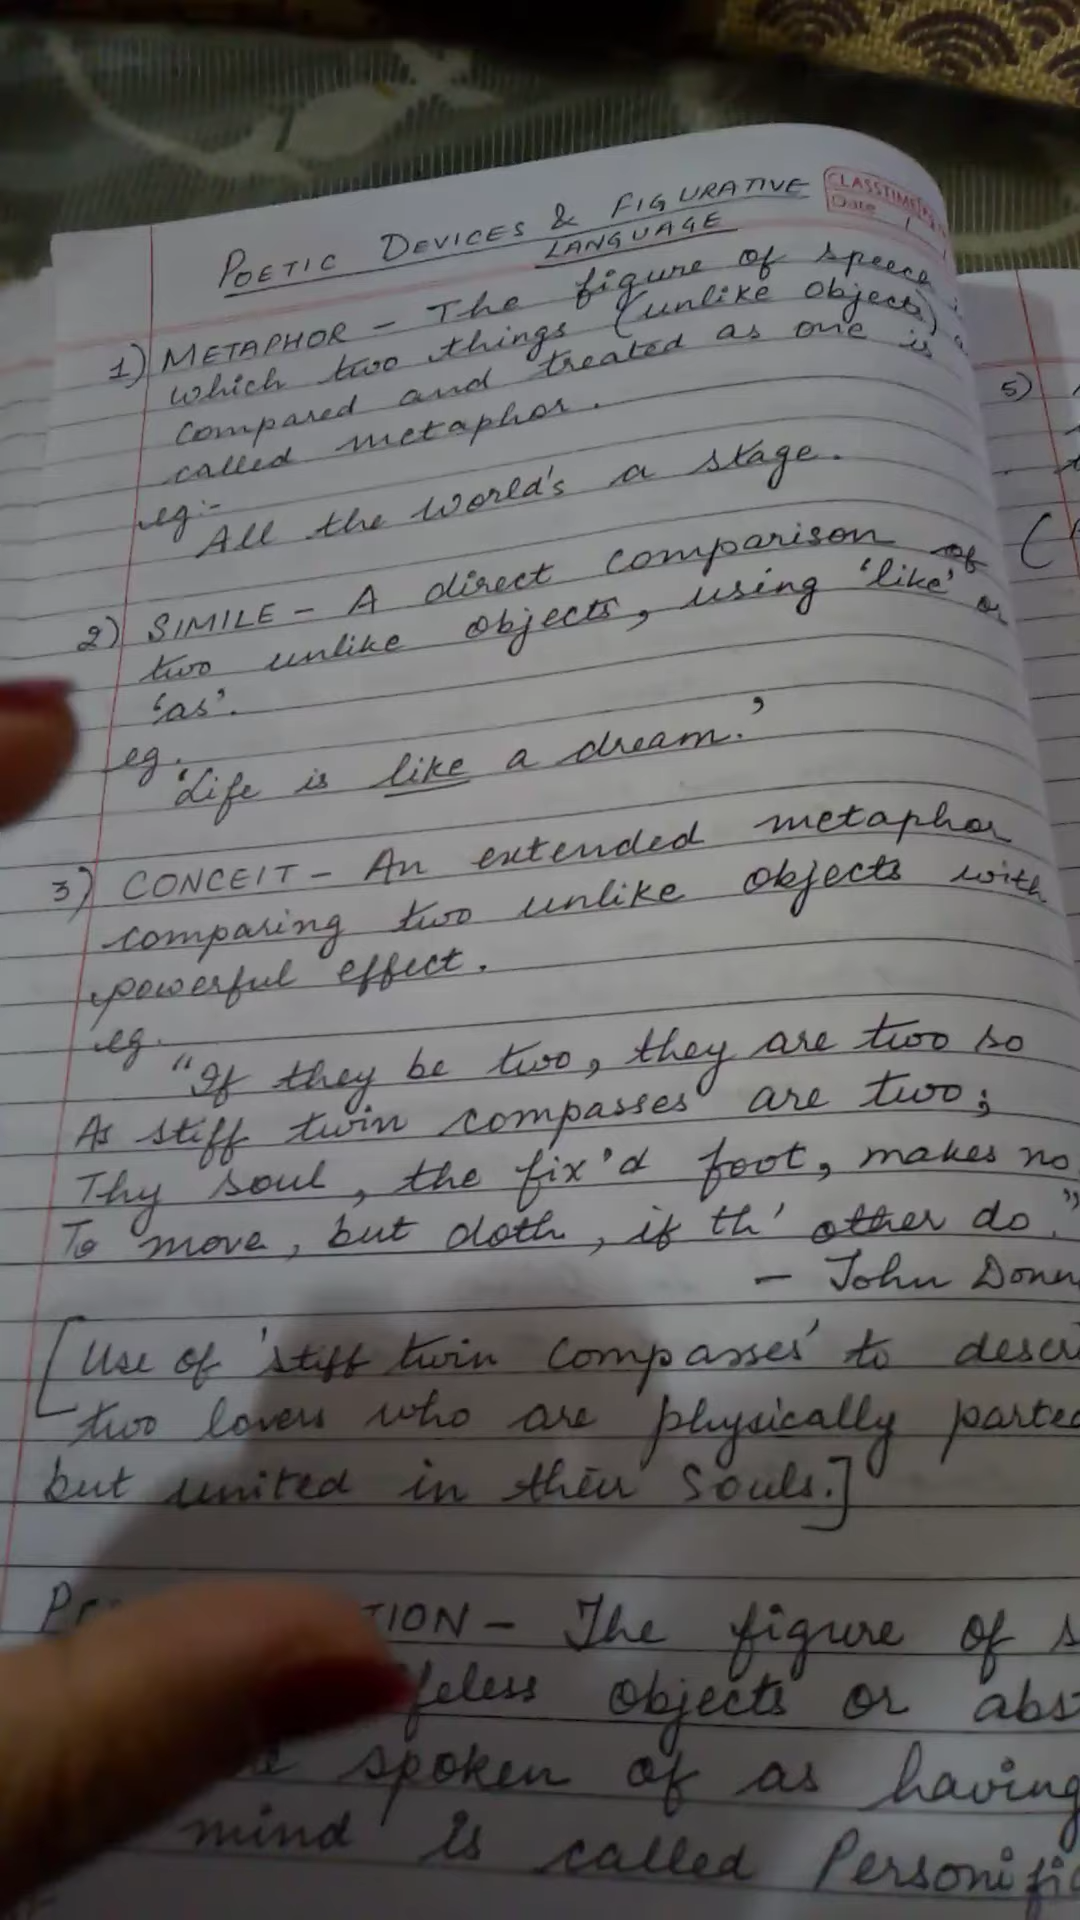 POETIC DEVICES & FIGURATIVE
LANGUAGE
CLASSTIME
Date
1) METAPHOR - The figure of speec
which two things (unlike objects)
compared and treated as one is
called metaphor.
eg:-
All the world's a stage.
2) SIMILE - A direct comparison of
two unlike objects, using 'like' or
'as'.
eg.
'Life is like a dream.'
3) CONCEIT - An extended metaphor
comparing two unlike objects with
powerful effect.
eg.
"If they be two, they are two so
As stiff twin compasses are two;
Thy soul, the fix'd foot, makes no
To move, but doth, if th' other do."
- John Donn
[Use of 'stiff twin compasses' to descri
two lovers who are physically parted
but united in their souls.]
TION - The figure of s
feless objects or abs
spoken of as having
mind is called Personific
5)